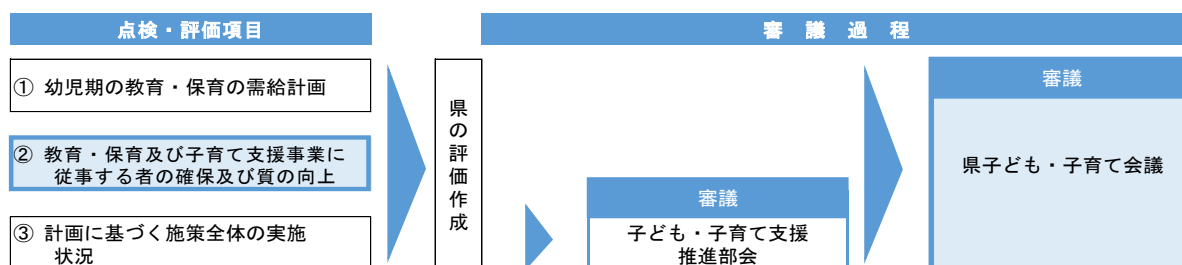 点検・評価項目
審議過程
① 幼児期の教育・保育の需給計画
② 教育・保育及び子育て支援事業に
従事する者の確保及び質の向上
③ 計画に基づく施策全体の実施
状況
県の評価作成
審議
子ども・子育て支援
推進部会
審議
県子ども・子育て会議